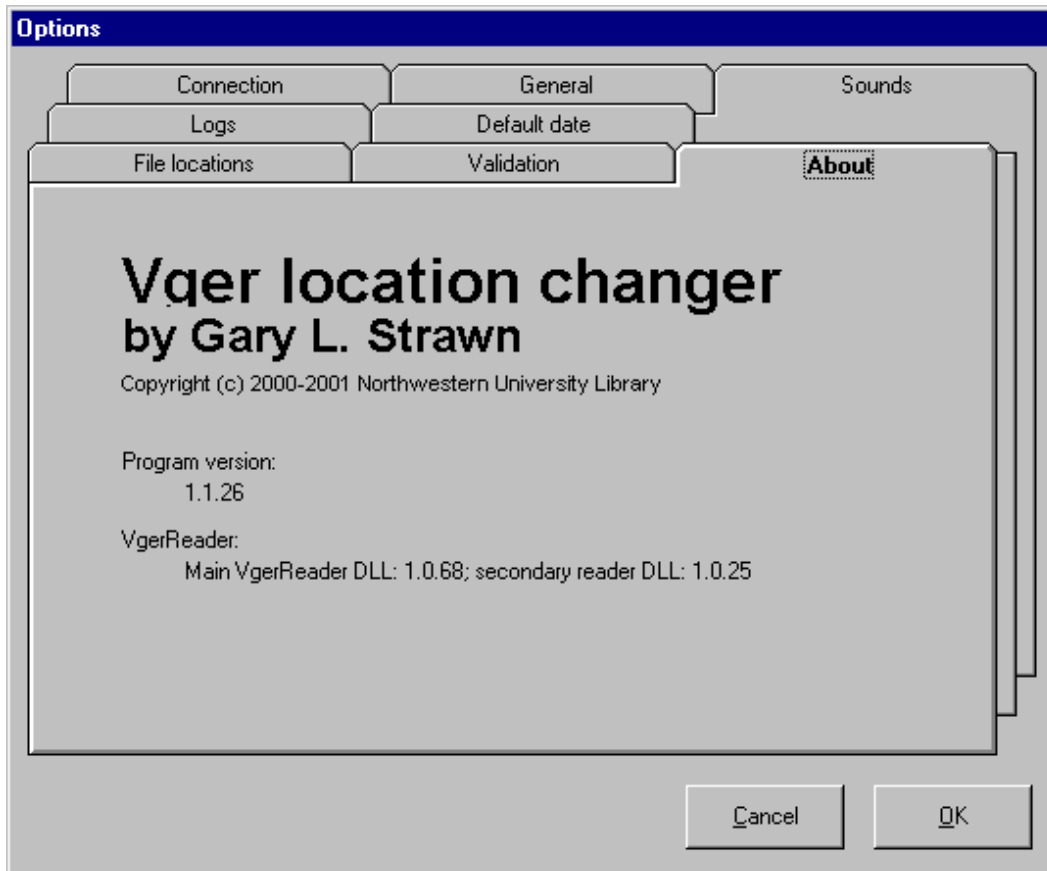 Options
Connection General Sounds
Logs Default date
File locations Validation About
Vger location changer
by Gary L. Strawn
Copyright (c) 2000-2001 Northwestern University Library
Program version:
1.1.26
VgerReader:
Main VgerReader DLL: 1.0.68; secondary reader DLL: 1.0.25
Cancel OK